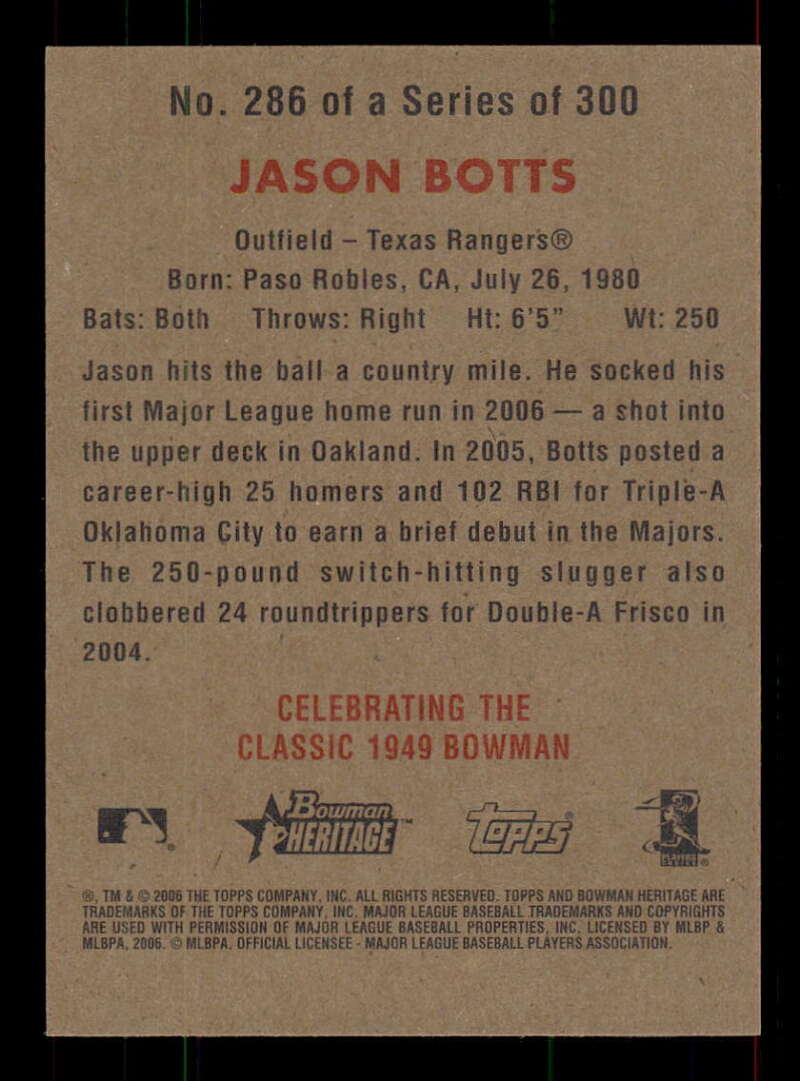 No. 286 of a Series of 300
JASON BOTTS
Outfield – Texas Rangers®
Born: Paso Robles, CA, July 26, 1980
Bats: Both Throws: Right Ht: 6'5" Wt: 250
Jason hits the ball a country mile. He socked his
first Major League home run in 2006 — a shot into
the upper deck in Oakland. In 2005, Botts posted a
career-high 25 homers and 102 RBI for Triple-A
Oklahoma City to earn a brief debut in the Majors.
The 250-pound switch-hitting slugger also
clobbered 24 roundtrippers for Double-A Frisco in
2004.
CELEBRATING THE
CLASSIC 1949 BOWMAN
Bowman
HERITAGE™
Topps®
®, TM & © 2006 THE TOPPS COMPANY, INC. ALL RIGHTS RESERVED. TOPPS AND BOWMAN HERITAGE ARE
TRADEMARKS OF THE TOPPS COMPANY, INC. MAJOR LEAGUE BASEBALL TRADEMARKS AND COPYRIGHTS
ARE USED WITH PERMISSION OF MAJOR LEAGUE BASEBALL PROPERTIES, INC. LICENSED BY MLBP &
MLBPA, 2006. © MLBPA. OFFICIAL LICENSEE - MAJOR LEAGUE BASEBALL PLAYERS ASSOCIATION.